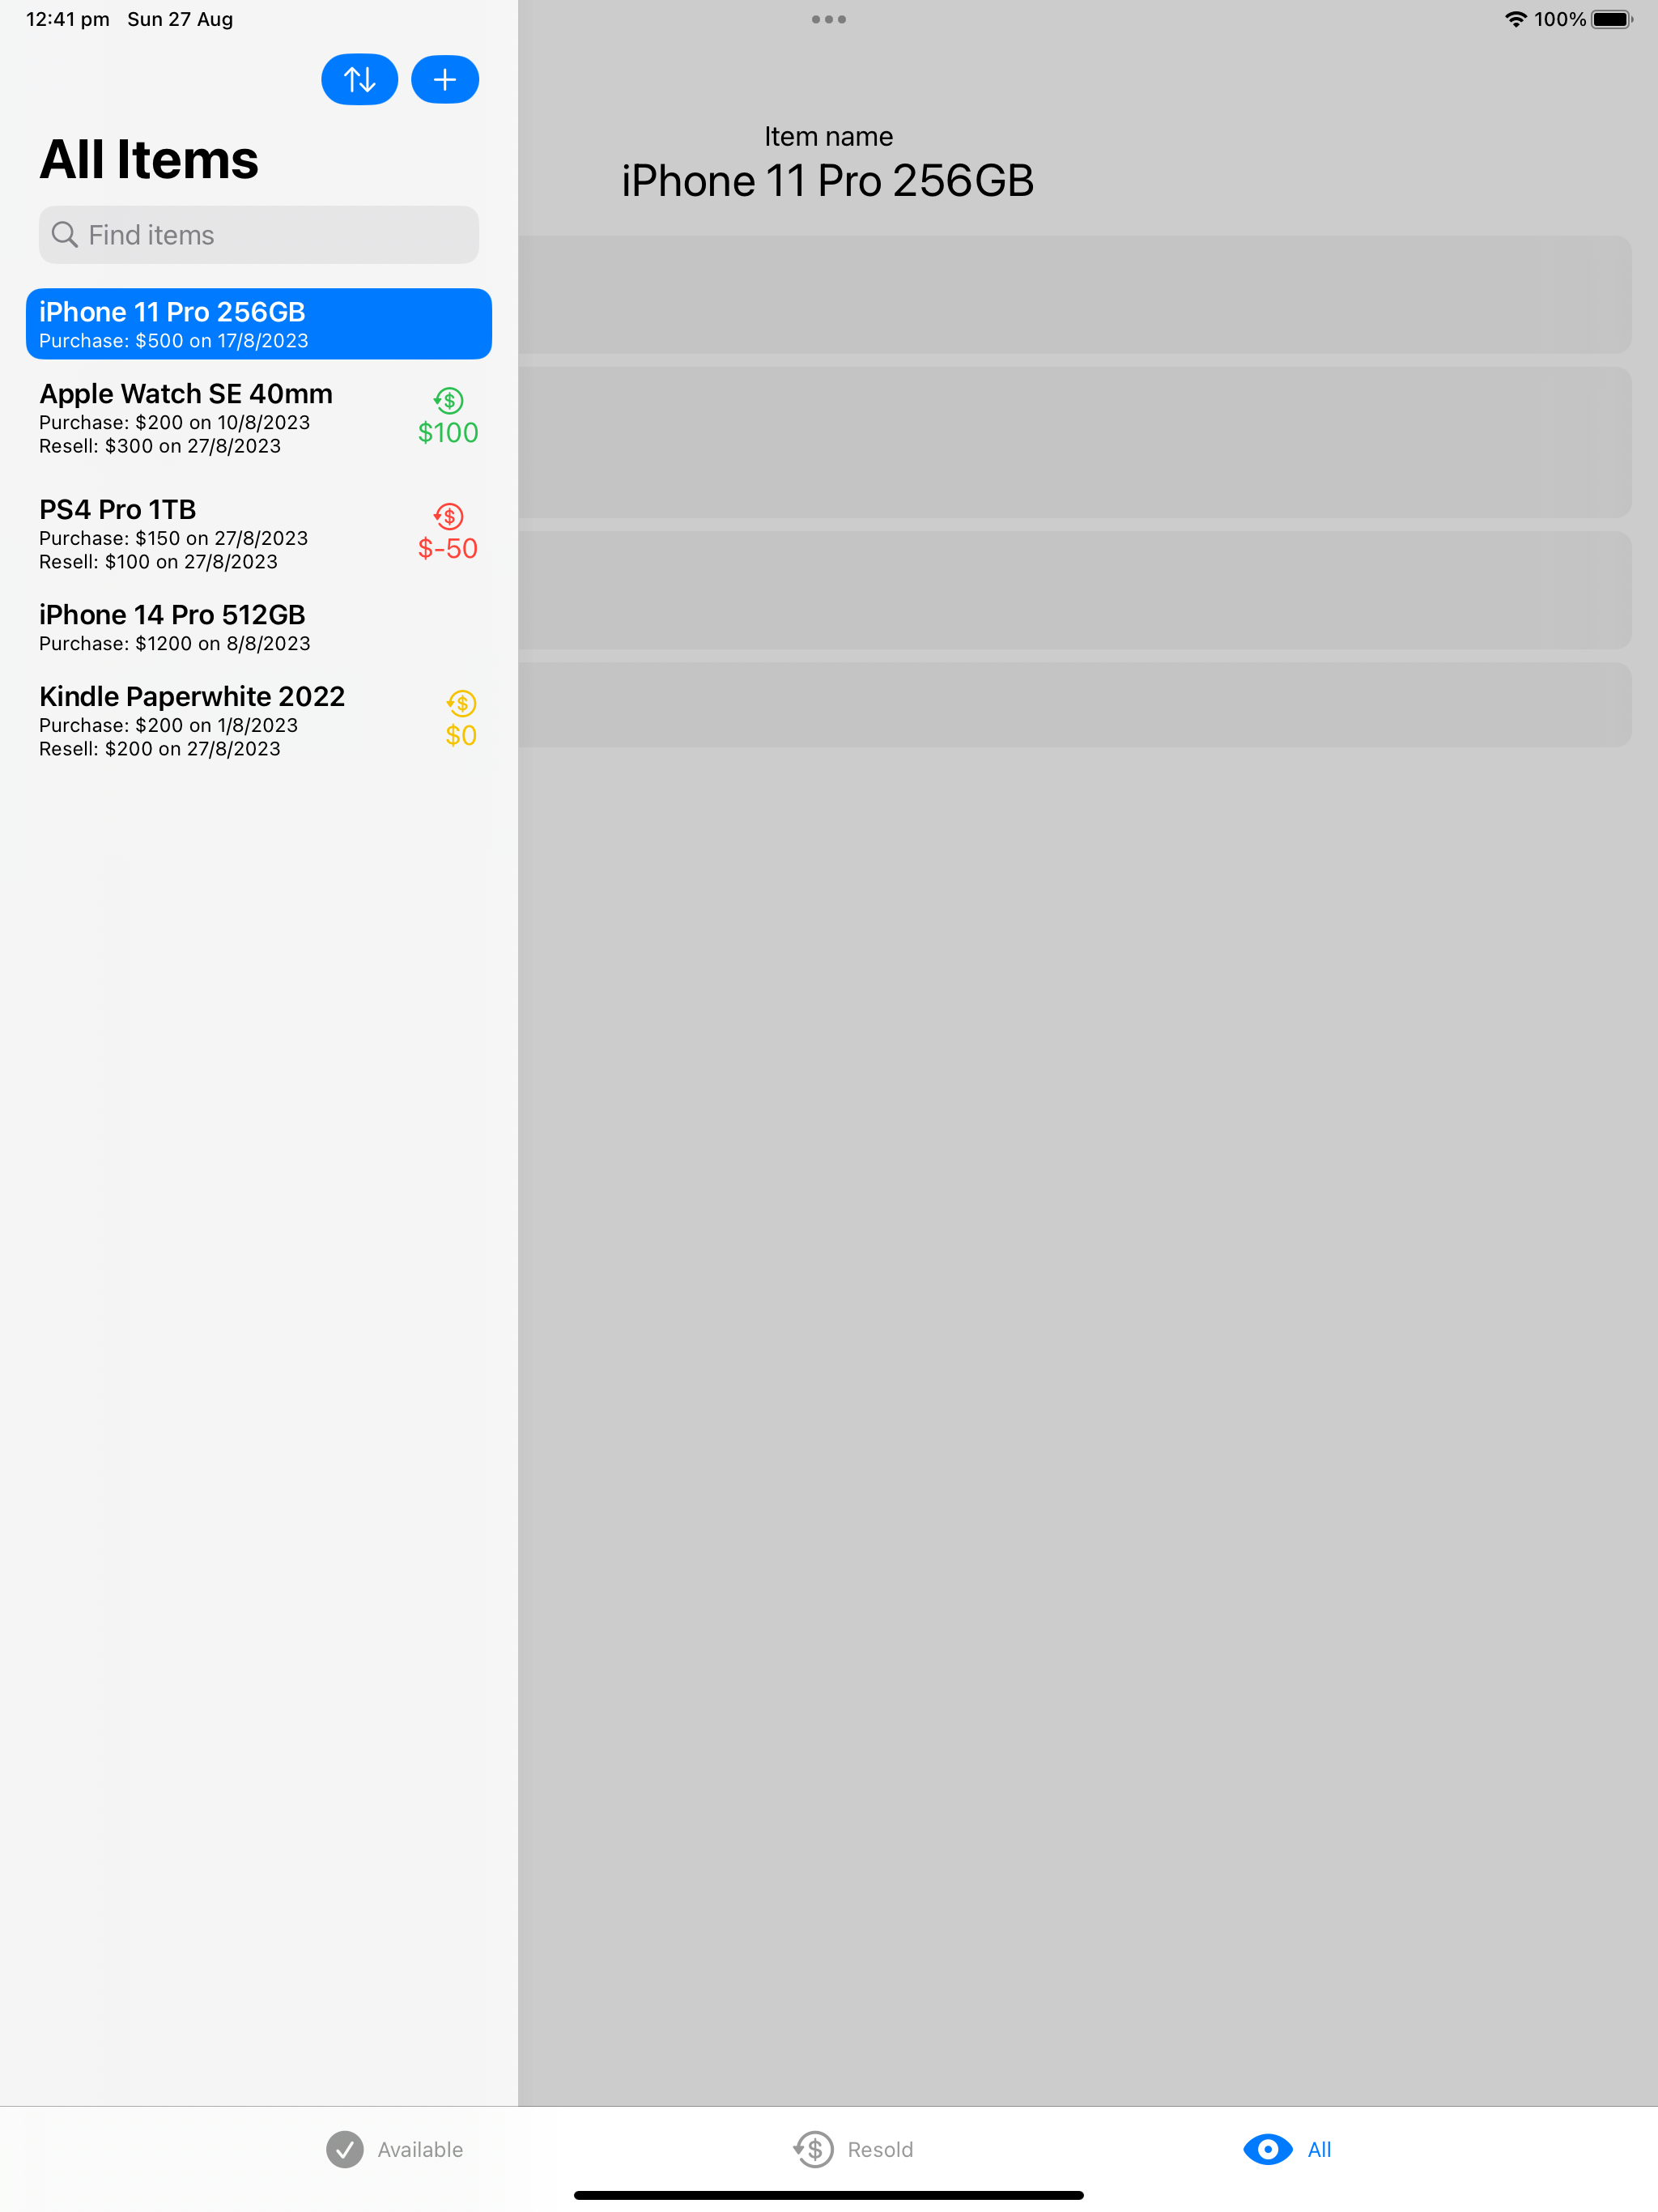 12:41 pm Sun 27 Aug
100%
All Items
Find items
iPhone 11 Pro 256GB
Purchase: $500 on 17/8/2023
Apple Watch SE 40mm
Purchase: $200 on 10/8/2023
Resell: $300 on 27/8/2023
$100
PS4 Pro 1TB
Purchase: $150 on 27/8/2023
Resell: $100 on 27/8/2023
$-50
iPhone 14 Pro 512GB
Purchase: $1200 on 8/8/2023
Kindle Paperwhite 2022
Purchase: $200 on 1/8/2023
Resell: $200 on 27/8/2023
$0
Item name
iPhone 11 Pro 256GB
Available
Resold
All